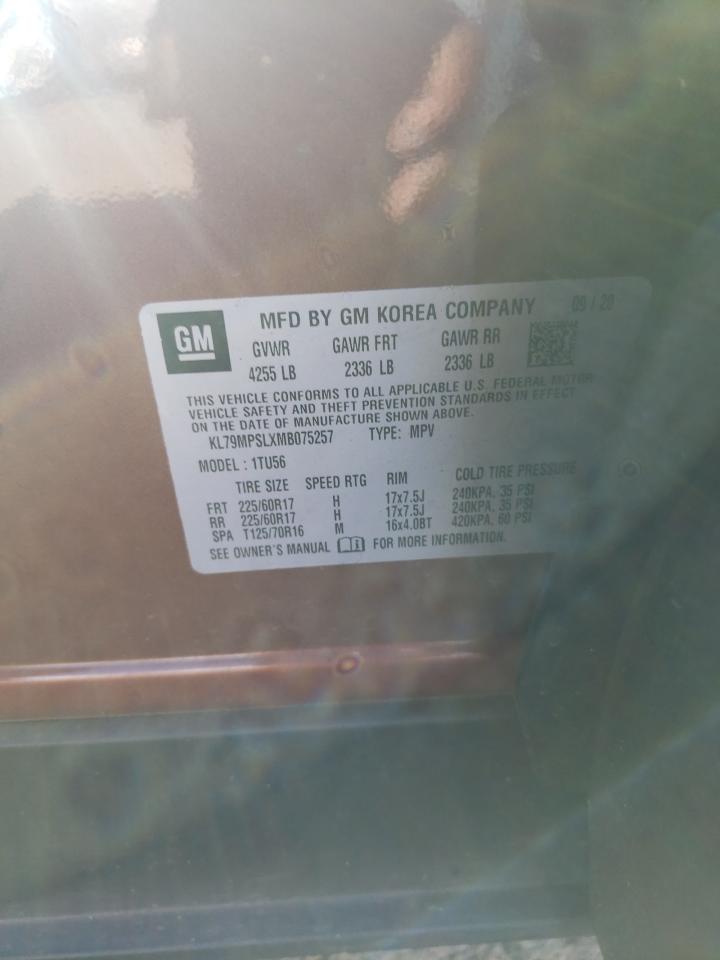 GM
MFD BY GM KOREA COMPANY 09 / 20
GVWR GAWR FRT GAWR RR
4255 LB 2336 LB 2336 LB
THIS VEHICLE CONFORMS TO ALL APPLICABLE U.S. FEDERAL MOTOR
VEHICLE SAFETY AND THEFT PREVENTION STANDARDS IN EFFECT
ON THE DATE OF MANUFACTURE SHOWN ABOVE.
KL79MPSLXMB075257 TYPE: MPV
MODEL : 1TU56
TIRE SIZE SPEED RTG RIM COLD TIRE PRESSURE
FRT 225/60R17 H 17x7.5J 240KPA, 35 PSI
RR 225/60R17 H 17x7.5J 240KPA, 35 PSI
SPA T125/70R16 M 16x4.0BT 420KPA, 60 PSI
SEE OWNER'S MANUAL FOR MORE INFORMATION.